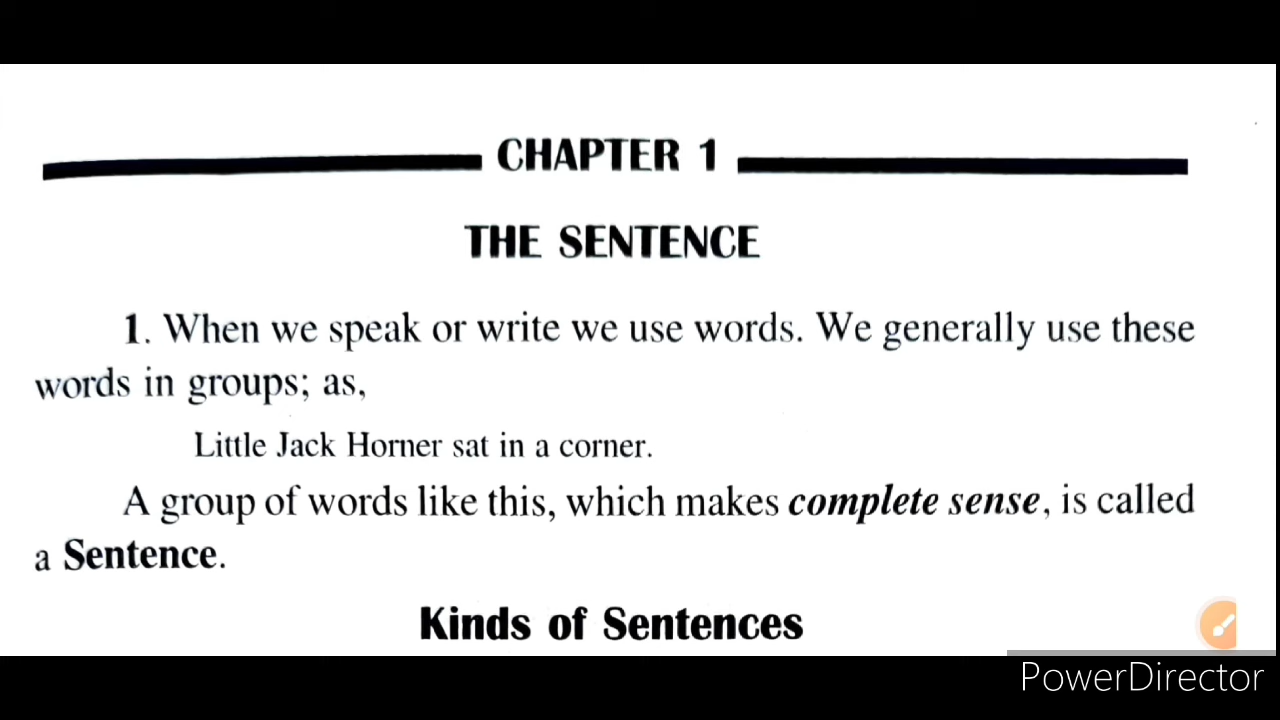 CHAPTER 1
THE SENTENCE
1. When we speak or write we use words. We generally use these
words in groups; as,
Little Jack Horner sat in a corner.
A group of words like this, which makes complete sense, is called
a Sentence.
Kinds of Sentences
PowerDirector